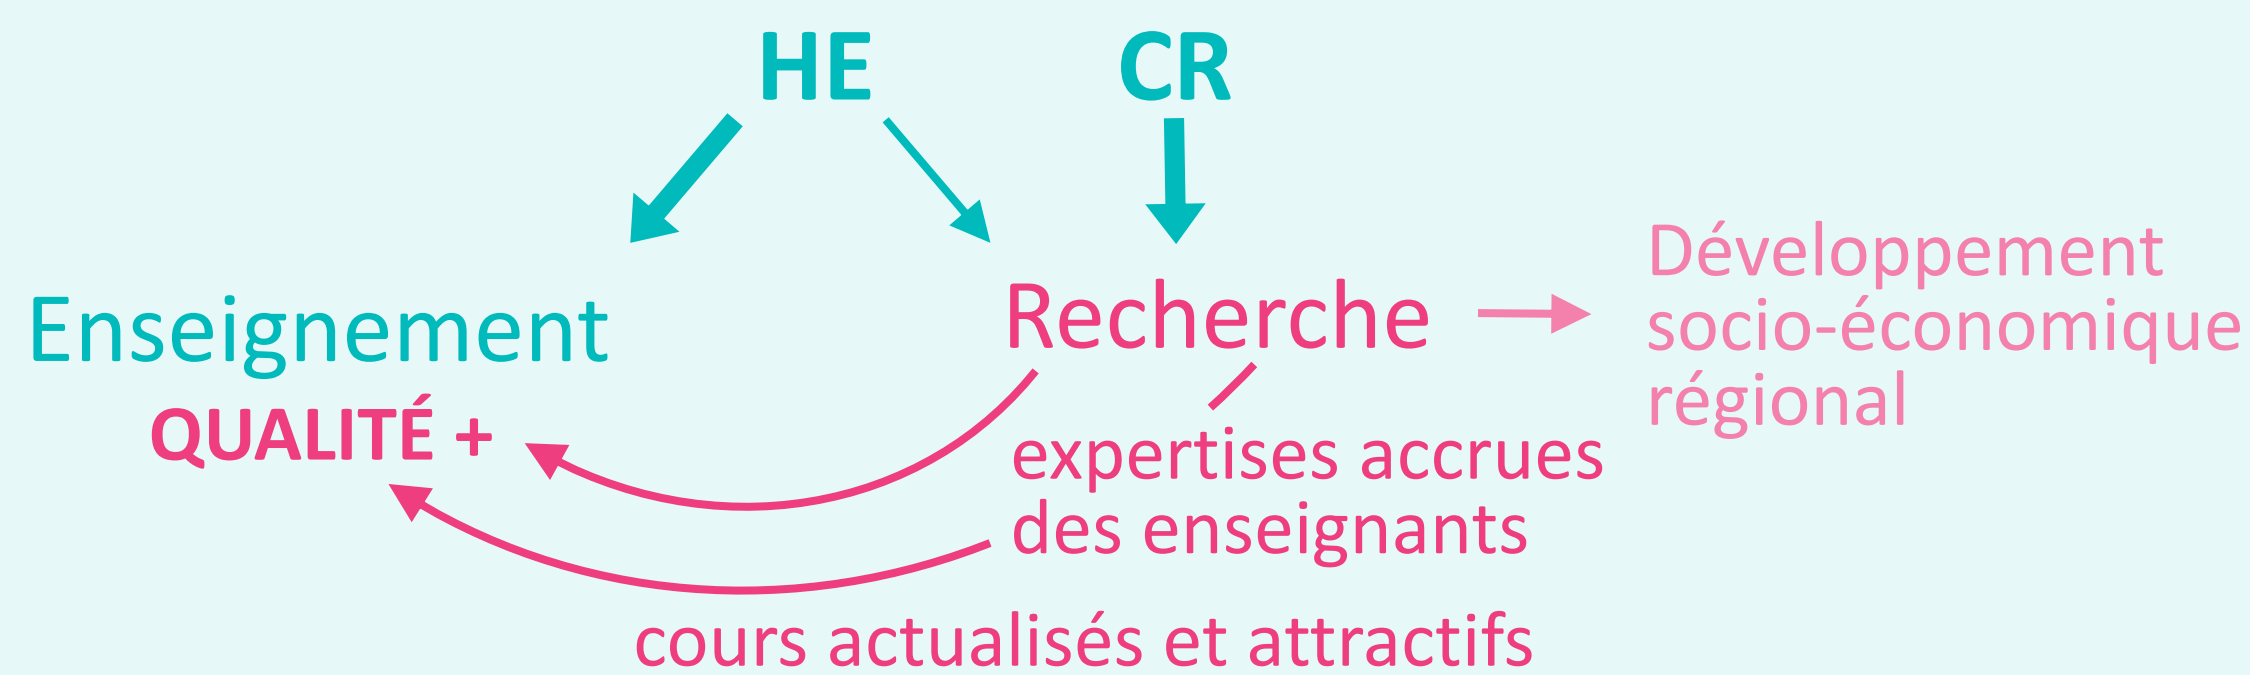 HE
CR
Enseignement
QUALITÉ +
Recherche
Développement
socio-économique
régional
expertises accrues
des enseignants
cours actualisés et attractifs